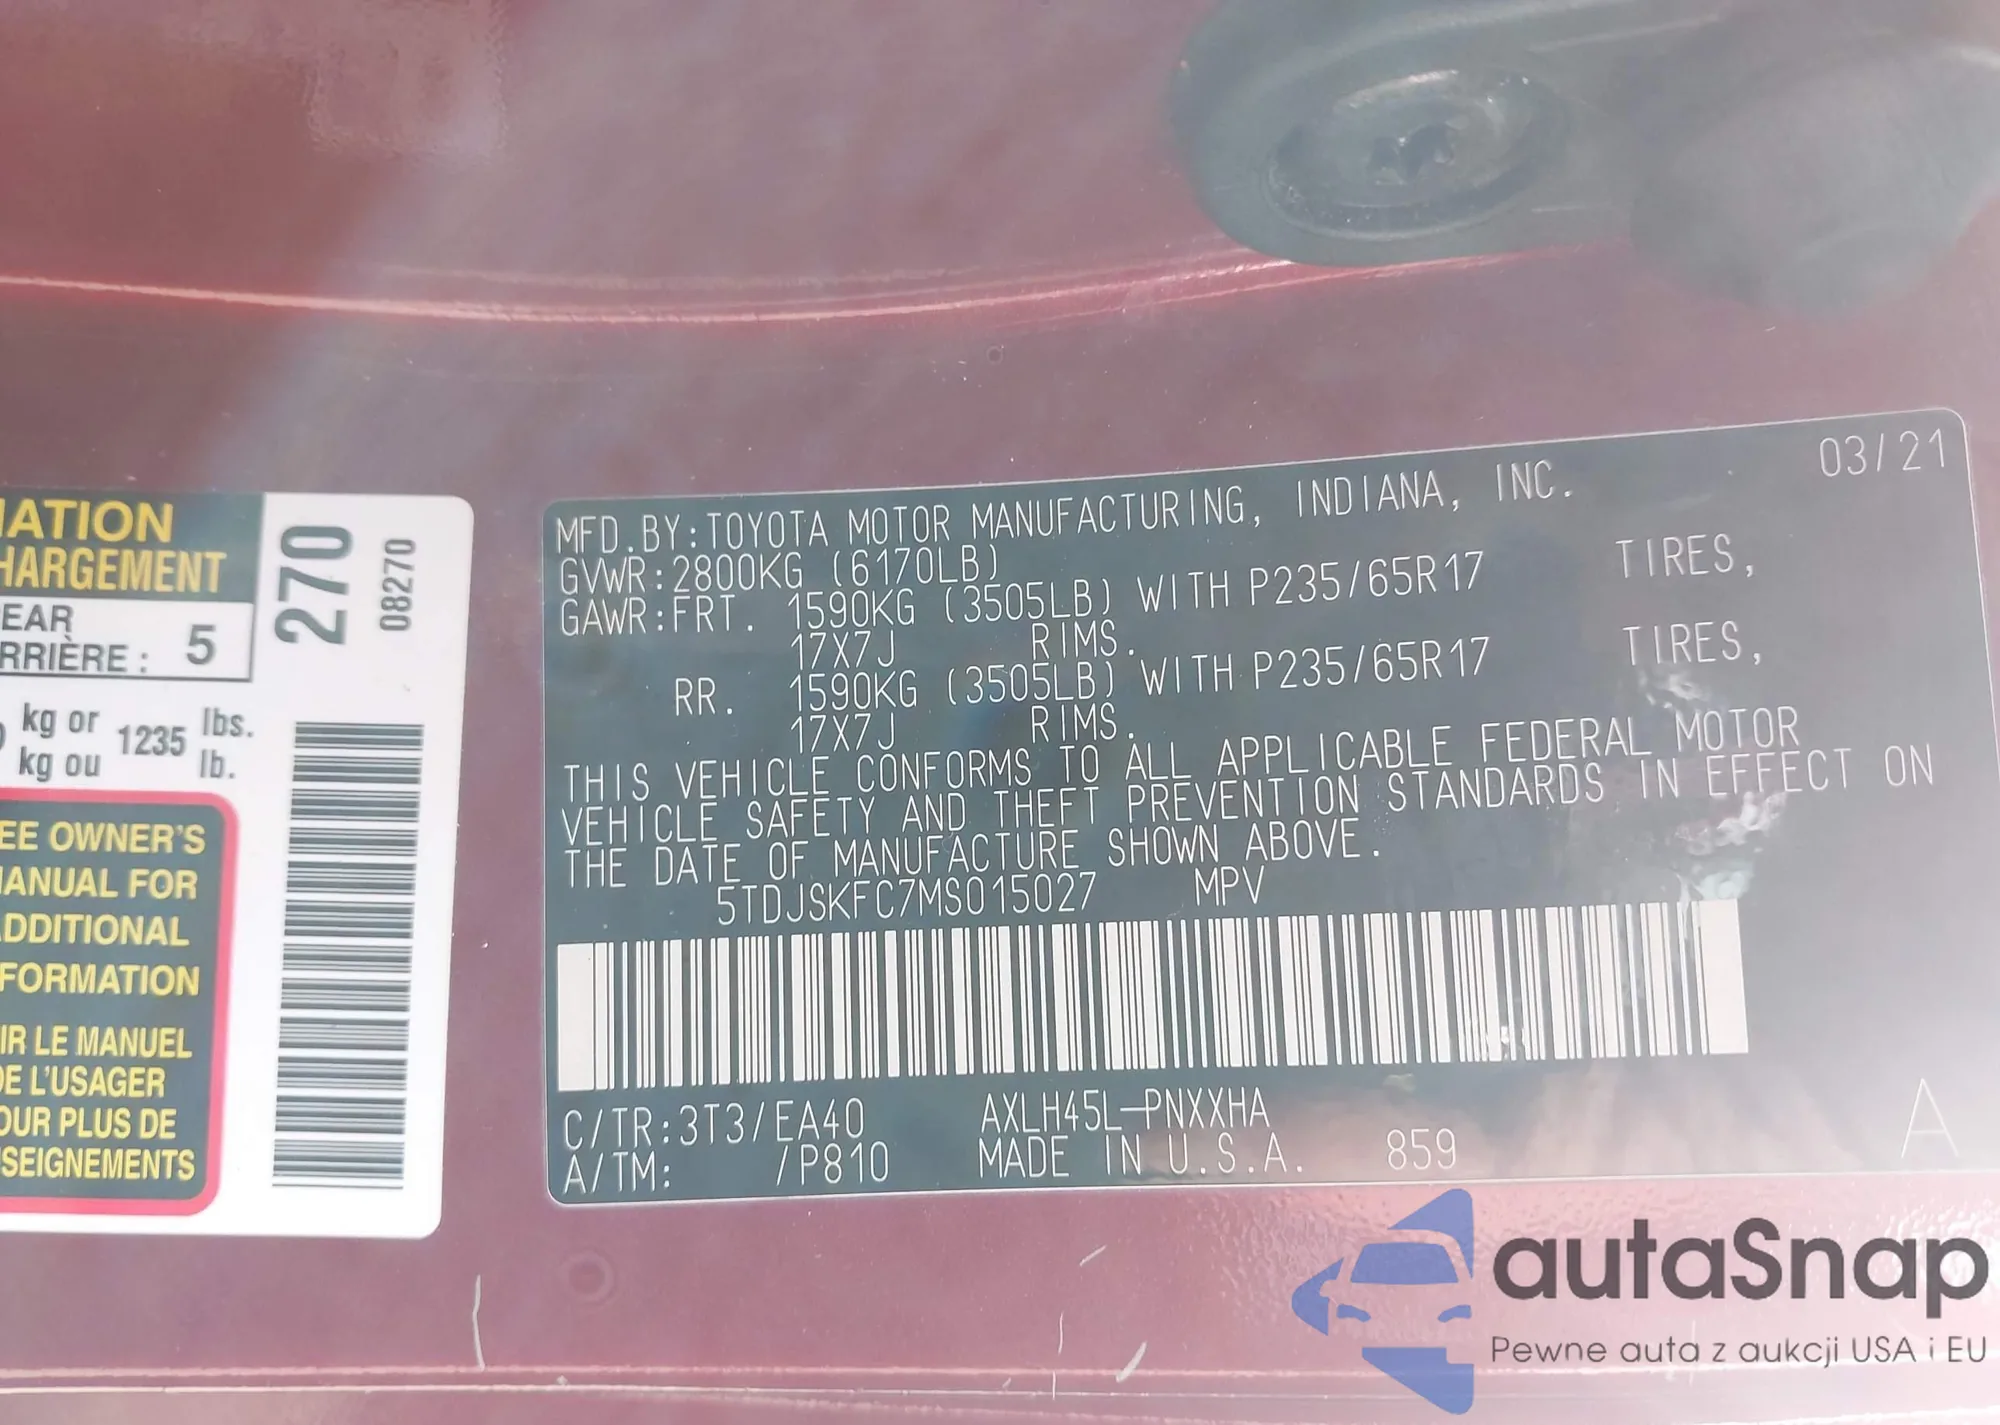 IATION
HARGEMENT
EAR
RRIÈRE : 5
kg or 1235 lbs.
kg ou lb.
EE OWNER'S
ANUAL FOR
DDITIONAL
FORMATION
IR LE MANUEL
DE L'USAGER
OUR PLUS DE
SEIGNEMENTS
270
08270
03/21
MFD.BY:TOYOTA MOTOR MANUFACTURING, INDIANA, INC.
GVWR:2800KG (6170LB)
GAWR:FRT. 1590KG (3505LB) WITH P235/65R17 TIRES,
17X7J RIMS.
RR. 1590KG (3505LB) WITH P235/65R17 TIRES,
17X7J RIMS.
THIS VEHICLE CONFORMS TO ALL APPLICABLE FEDERAL MOTOR
VEHICLE SAFETY AND THEFT PREVENTION STANDARDS IN EFFECT ON
THE DATE OF MANUFACTURE SHOWN ABOVE.
5TDJSKFC7MS015027 MPV
C/TR:3T3/EA40 AXLH45L-PNXXHA
A/TM: /P810 MADE IN U.S.A. 859
A
autaSnap
Pewne auta z aukcji USA i EU